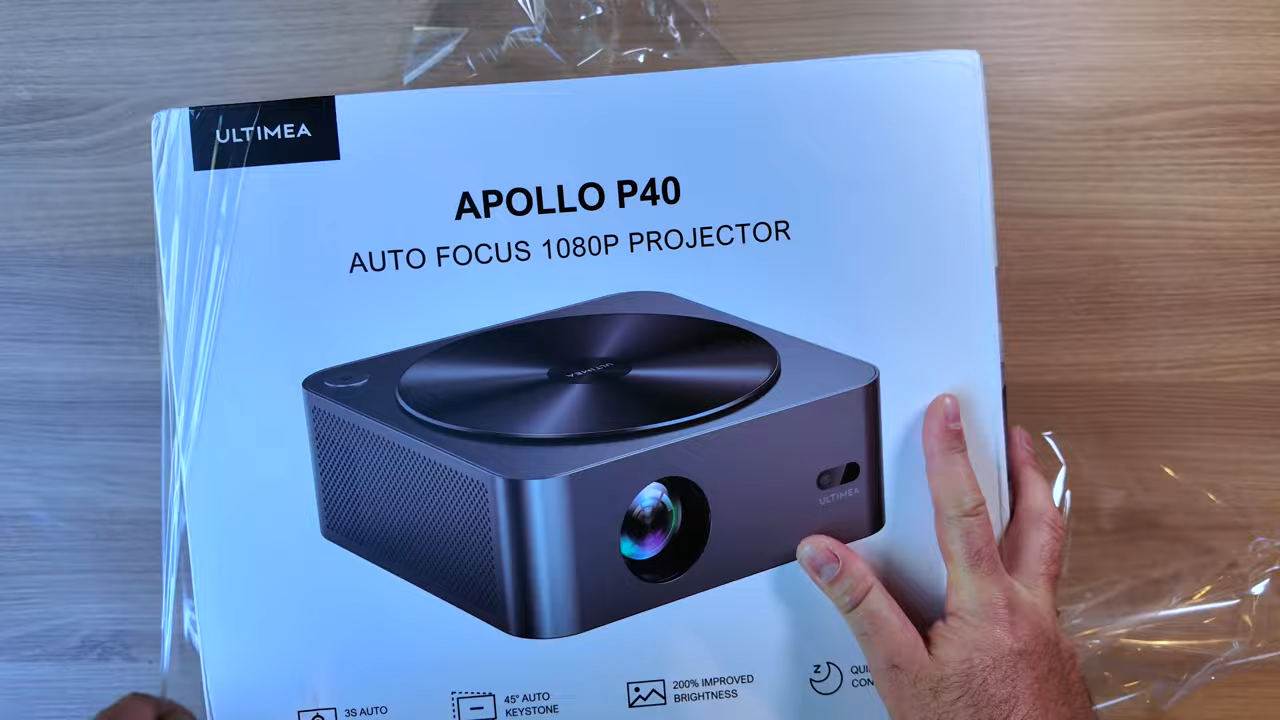 ULTIMEA
APOLLO P40
AUTO FOCUS 1080P PROJECTOR
ULTIMEA
ULTIMEA
3S AUTO
45° AUTO
KEYSTONE
200% IMPROVED
BRIGHTNESS
Z